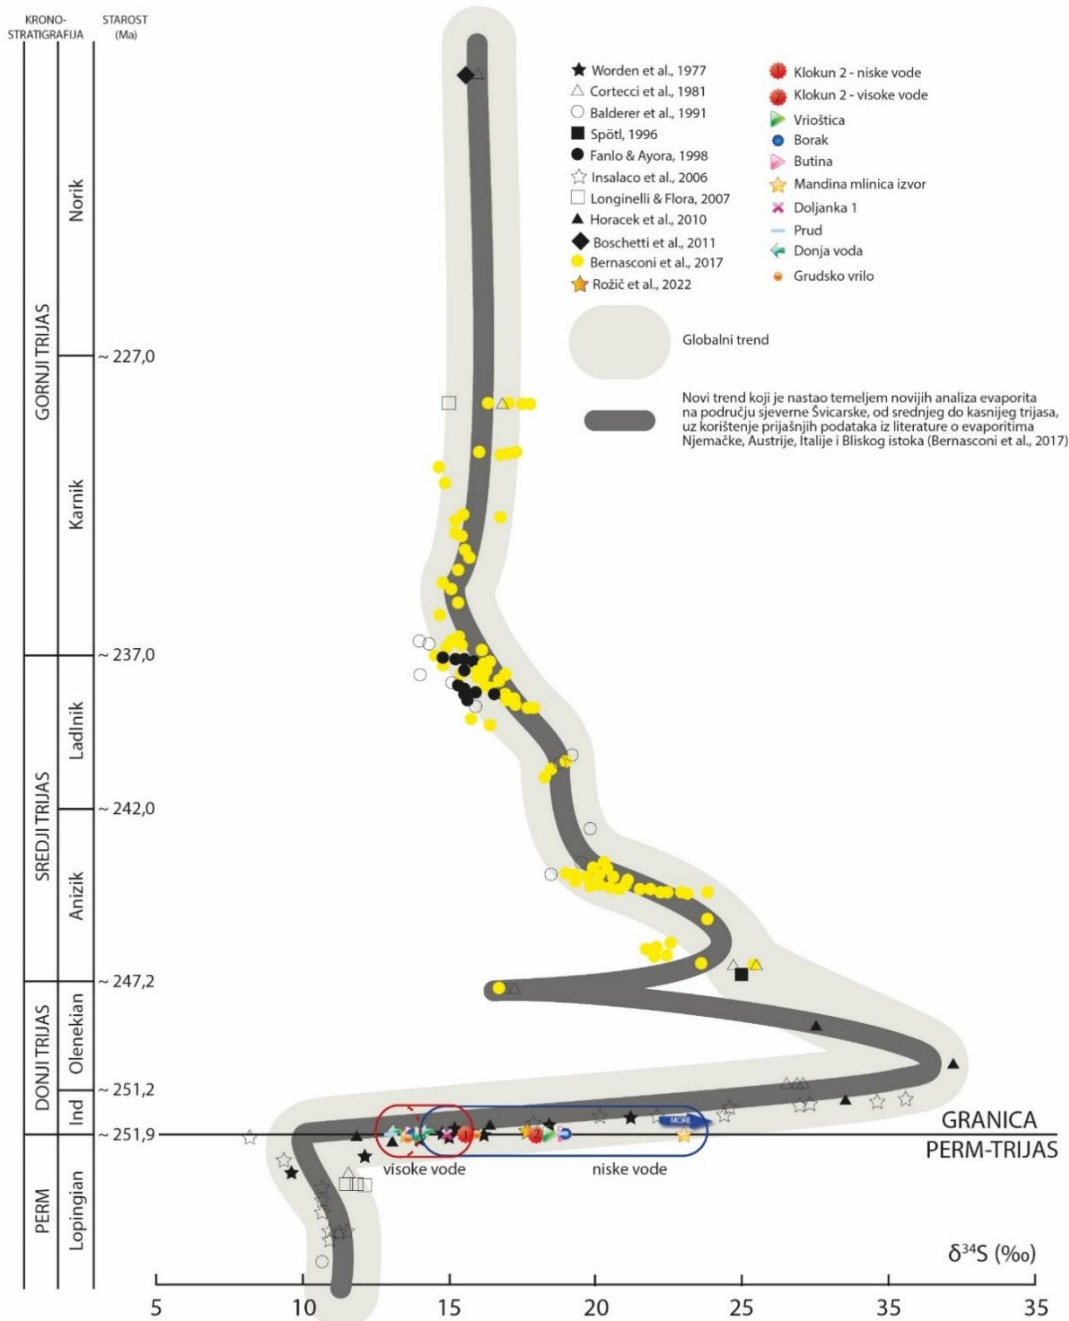 KRONO-
STRATIGRAFIJA
STAROST
(Ma)
Norik
GORNJI TRIJAS
~ 227,0
Karnik
~ 237,0
Ladlnik
SREDJI TRIJAS
~ 242,0
Anizik
~ 247,2
DONJI TRIJAS
Olenekian
~ 251,2
Ind
~ 251,9
PERM
Lopingian
Worden et al., 1977
Cortecci et al., 1981
Balderer et al., 1991
Spötl, 1996
Fanlo & Ayora, 1998
Insalaco et al., 2006
Longinelli & Flora, 2007
Horacek et al., 2010
Boschetti et al., 2011
Bernasconi et al., 2017
Rožič et al., 2022
Klokun 2 - niske vode
Klokun 2 - visoke vode
Vrioštica
Borak
Butina
Mandina mlinica izvor
Doljanka 1
Prud
Donja voda
Grudsko vrilo
Globalni trend
Novi trend koji je nastao temeljem novijih analiza evaporita
na području sjeverne Švicarske, od srednjeg do kasnijeg trijasa,
uz korištenje prijašnjih podataka iz literature o evaporitima
Njemačke, Austrije, Italije i Bliskog istoka (Bernasconi et al., 2017)
MORE
GRANICA
PERM-TRIJAS
visoke vode
niske vode
δ³⁴S (‰)
5 10 15 20 25 35 35